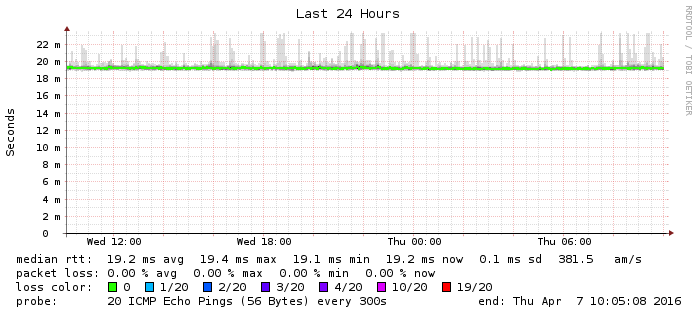 Last 24 Hours
RRDTOOL / TOBI OETIKER
Seconds
22 m
20 m
18 m
16 m
14 m
12 m
10 m
8 m
6 m
4 m
2 m
0
Wed 12:00 Wed 18:00 Thu 00:00 Thu 06:00
median rtt: 19.2 ms avg 19.4 ms max 19.1 ms min 19.2 ms now 0.1 ms sd 381.5 am/s
packet loss: 0.00 % avg 0.00 % max 0.00 % min 0.00 % now
loss color: 0 1/20 2/20 3/20 4/20 10/20 19/20
probe: 20 ICMP Echo Pings (56 Bytes) every 300s end: Thu Apr 7 10:05:08 2016